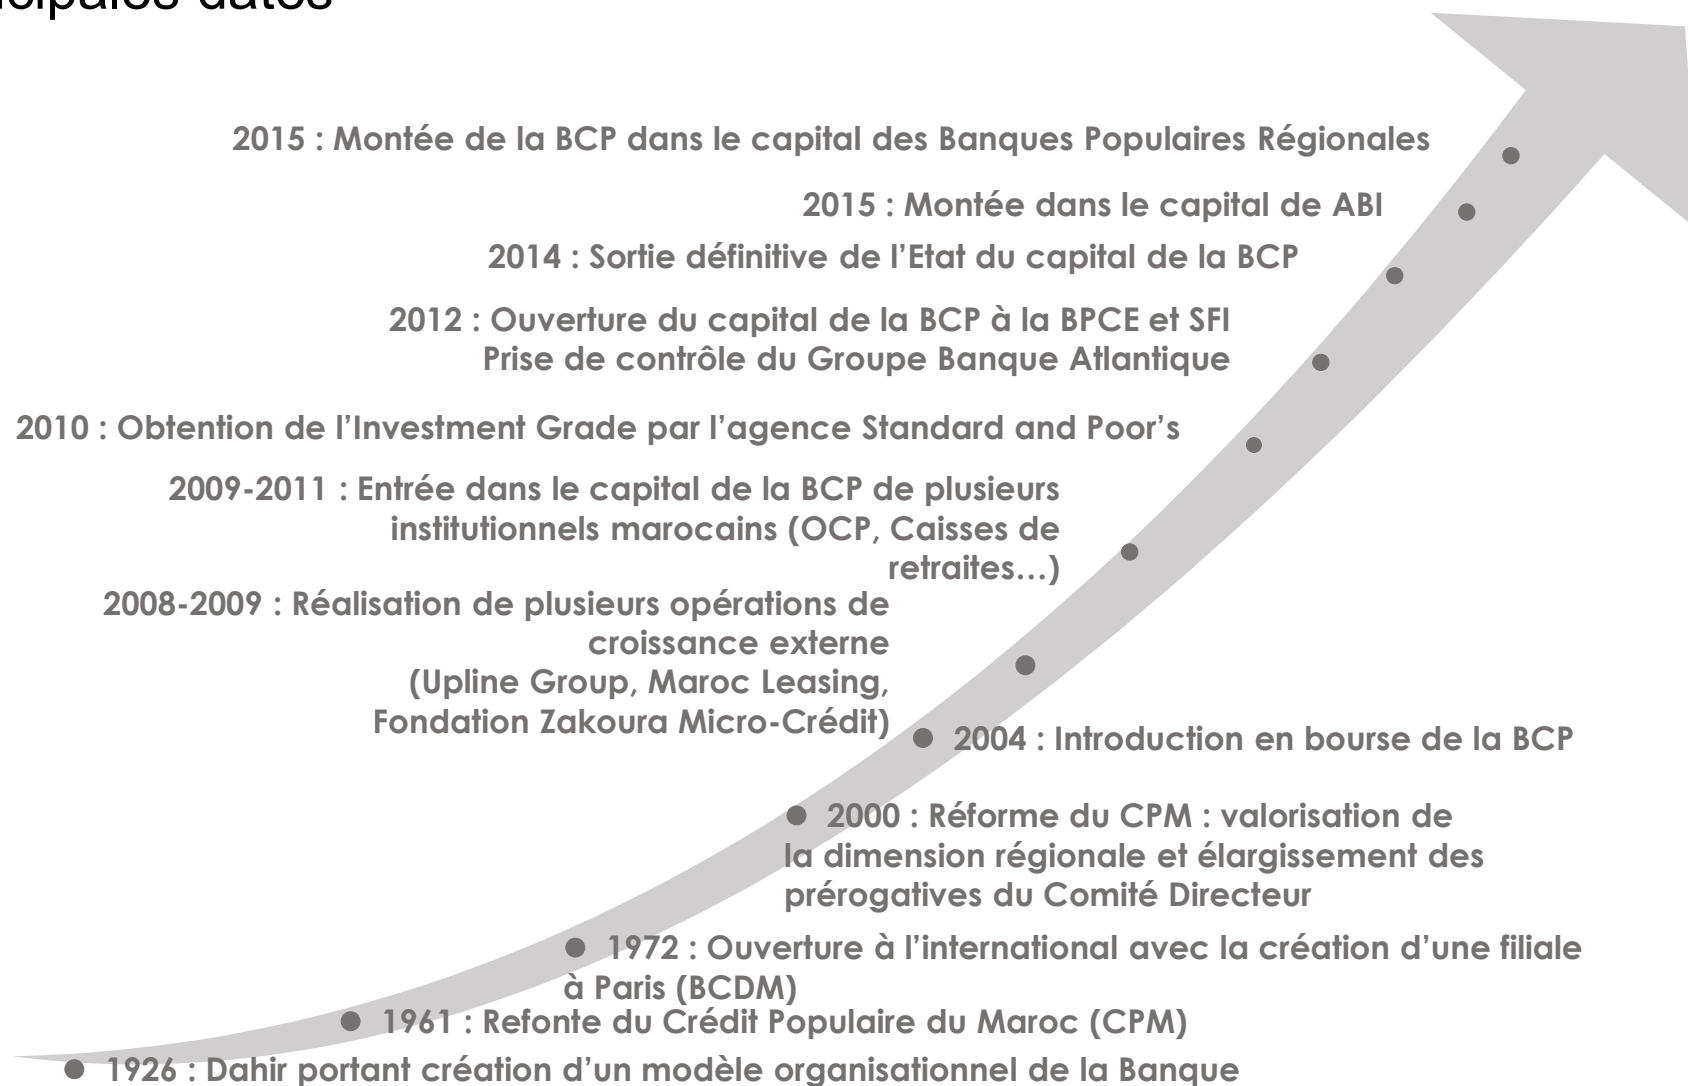 2015 : Montée de la BCP dans le capital des Banques Populaires Régionales
2015 : Montée dans le capital de ABI
2014 : Sortie définitive de l’Etat du capital de la BCP
2012 : Ouverture du capital de la BCP à la BPCE et SFI
Prise de contrôle du Groupe Banque Atlantique
2010 : Obtention de l’Investment Grade par l’agence Standard and Poor’s
2009-2011 : Entrée dans le capital de la BCP de plusieurs
institutionnels marocains (OCP, Caisses de
retraites…)
2008-2009 : Réalisation de plusieurs opérations de
croissance externe
(Upline Group, Maroc Leasing,
Fondation Zakoura Micro-Crédit)
2004 : Introduction en bourse de la BCP
2000 : Réforme du CPM : valorisation de
la dimension régionale et élargissement des
prérogatives du Comité Directeur
1972 : Ouverture à l’international avec la création d’une filiale
à Paris (BCDM)
1961 : Refonte du Crédit Populaire du Maroc (CPM)
1926 : Dahir portant création d’un modèle organisationnel de la Banque